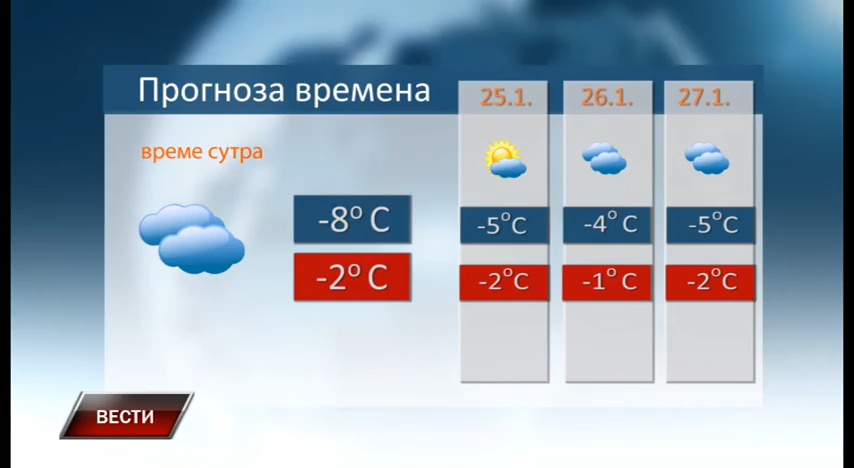 Прогноза времена
време сутра
-8° C
-2° C
25.1.
-5°C
-2°C
26.1.
-4° C
-1° C
27.1.
-5°C
-2°C
ВЕСТИ